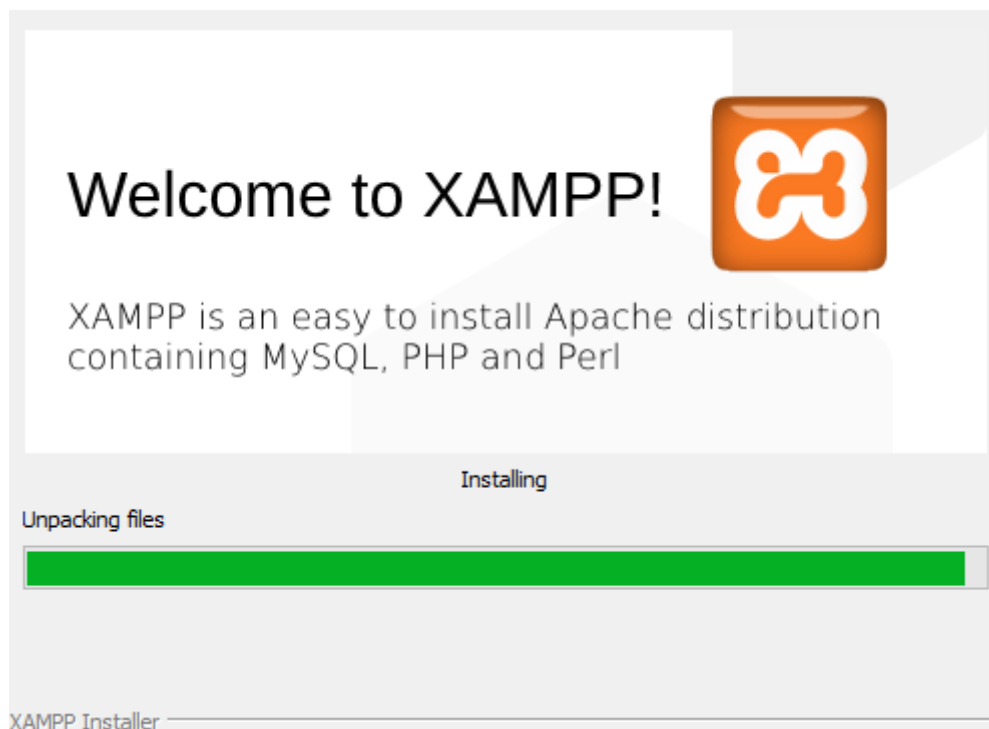 Welcome to XAMPP!
XAMPP is an easy to install Apache distribution
containing MySQL, PHP and Perl
Installing
Unpacking files
XAMPP Installer